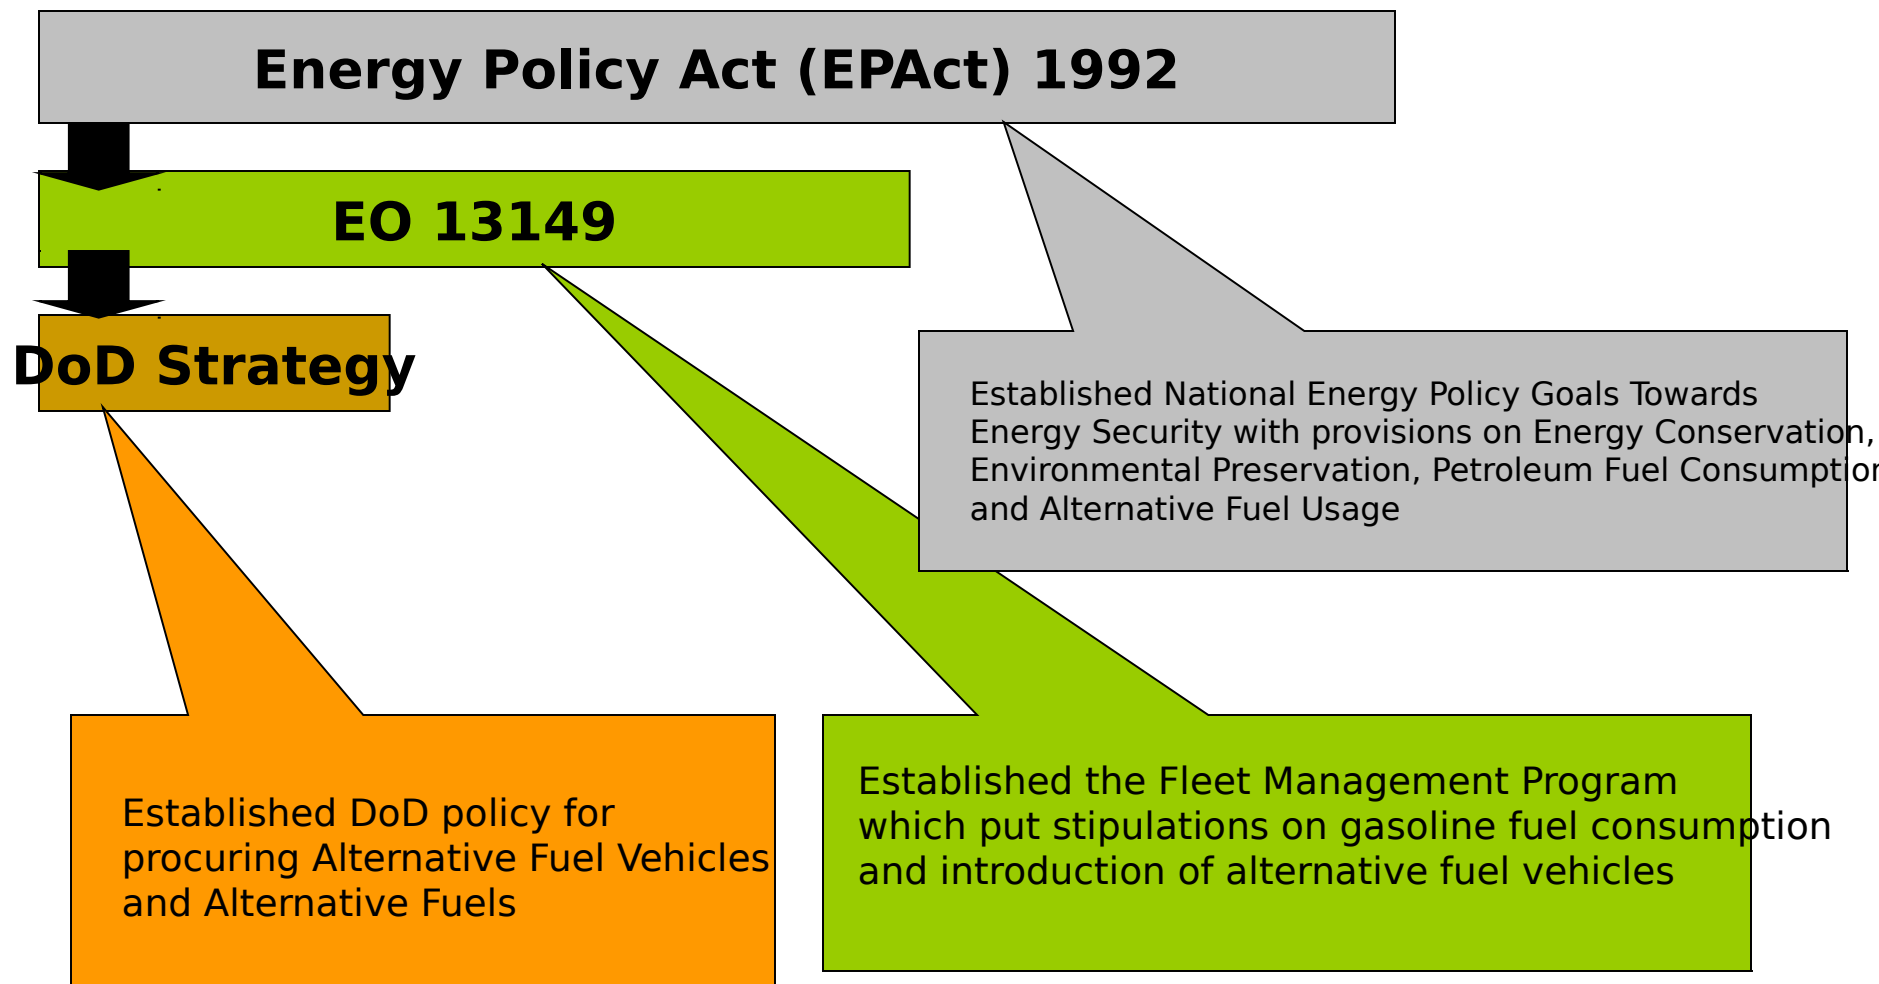 Energy Policy Act (EPAct) 1992
EO 13149
DoD Strategy
Established National Energy Policy Goals Towards
Energy Security with provisions on Energy Conservation,
Environmental Preservation, Petroleum Fuel Consumption
and Alternative Fuel Usage
Established the Fleet Management Program
which put stipulations on gasoline fuel consumption
and introduction of alternative fuel vehicles
Established DoD policy for
procuring Alternative Fuel Vehicles
and Alternative Fuels